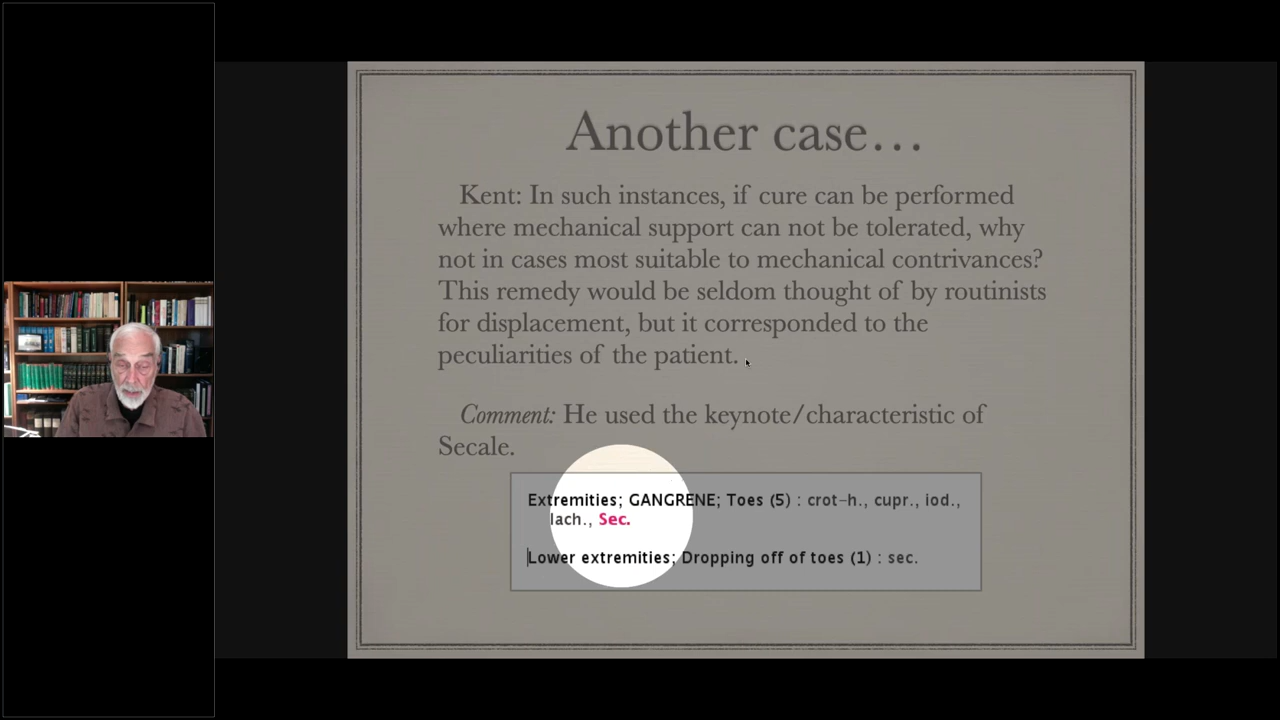 Another case…
Kent: In such instances, if cure can be performed
where mechanical support can not be tolerated, why
not in cases most suitable to mechanical contrivances?
This remedy would be seldom thought of by routinists
for displacement, but it corresponded to the
peculiarities of the patient.
Comment: He used the keynote/characteristic of
Secale.
Extremities; GANGRENE; Toes (5) : crot-h., cupr., iod.,
lach., Sec.
Lower extremities; Dropping off of toes (1) : sec.